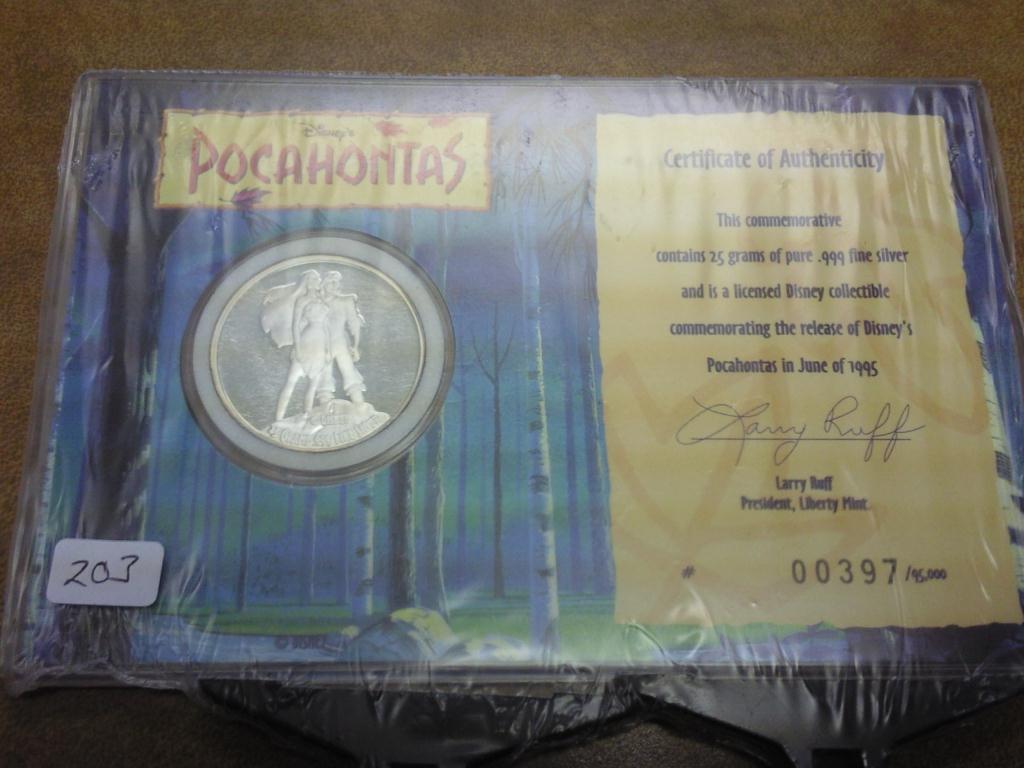 Disney's
POCAHONTAS
Certificate of Authenticity
This commemorative
contains 25 grams of pure .999 fine silver
and is a licensed Disney collectible
commemorating the release of Disney's
Pocahontas in June of 1995
Larry Ruff
Larry Ruff
President, Liberty Mint
# 00397/95,000
203
© DISNEY